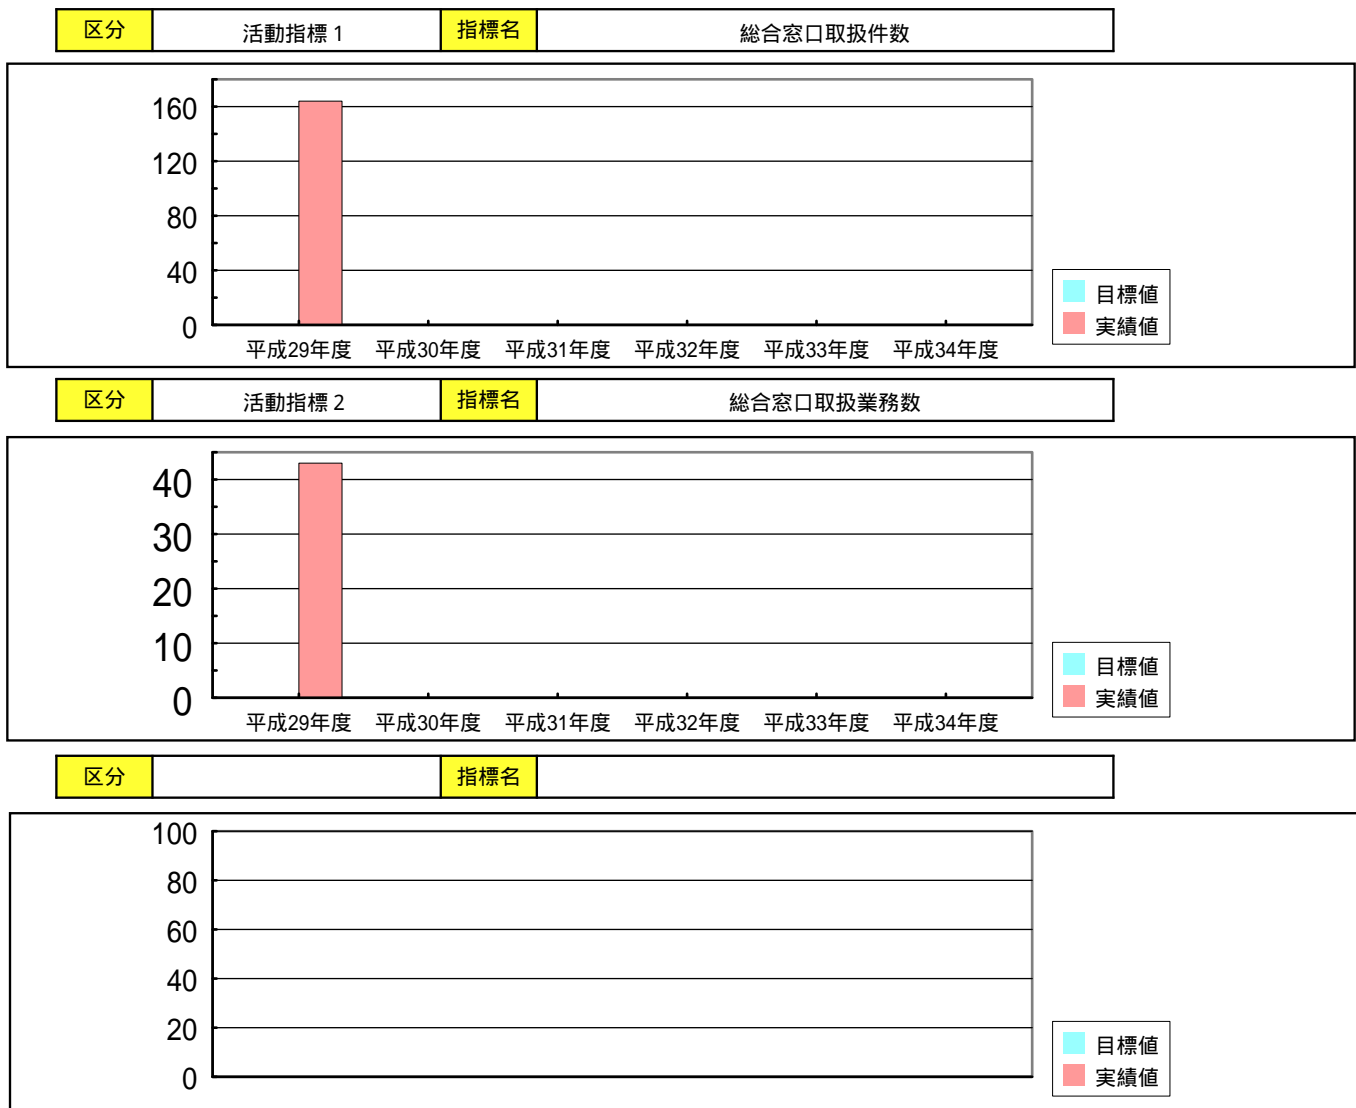 区分 活動指標１ 指標名 総合窓口取扱件数
160
120
80
40
0
平成29年度 平成30年度 平成31年度 平成32年度 平成33年度 平成34年度
目標値
実績値
区分 活動指標２ 指標名 総合窓口取扱業務数
40
30
20
10
0
平成29年度 平成30年度 平成31年度 平成32年度 平成33年度 平成34年度
目標値
実績値
区分 指標名
100
80
60
40
20
0
目標値
実績値